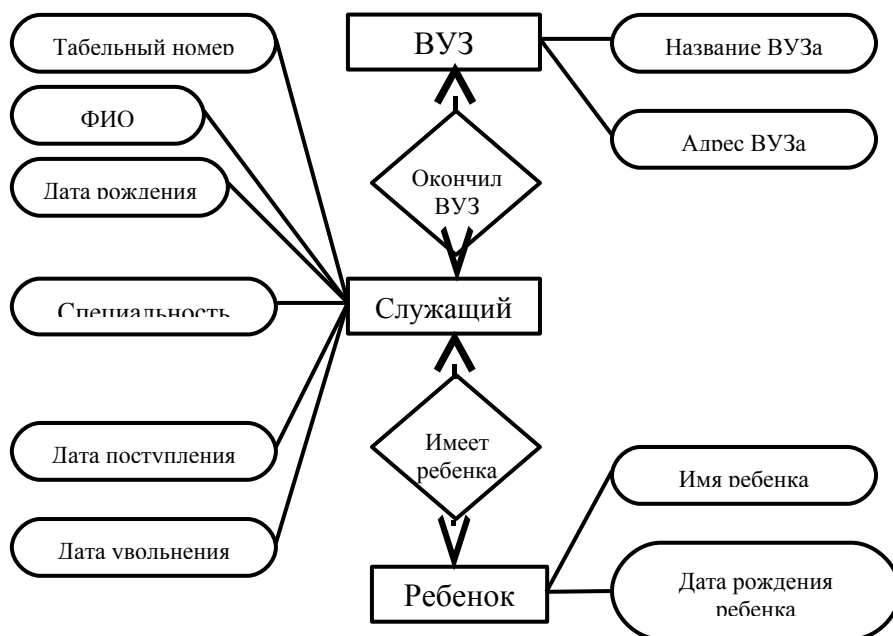 Табельный номер
ВУЗ
Название ВУЗа
ФИО
Адрес ВУЗа
Окончил
ВУЗ
Дата рождения
Специальность
Служащий
Дата поступления
Имеет
ребенка
Имя ребенка
Дата увольнения
Ребенок
Дата рождения
ребенка